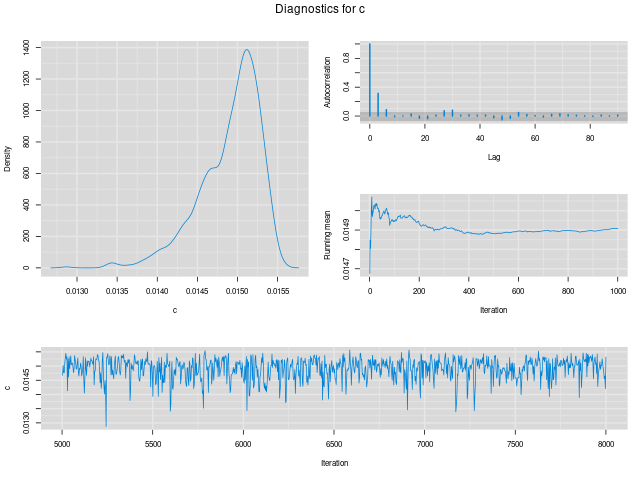 Diagnostics for c
Density
0 200 400 600 800 1000 1200 1400
0.0130 0.0135 0.0140 0.0145 0.0150 0.0155
c
Autocorrelation
0.0 0.4 0.8
0 20 40 60 80
Lag
Running mean
0.0147 0.0149
0 200 400 600 800 1000
Iteration
c
0.0130 0.0145
5000 5500 6000 6500 7000 7500 8000
Iteration